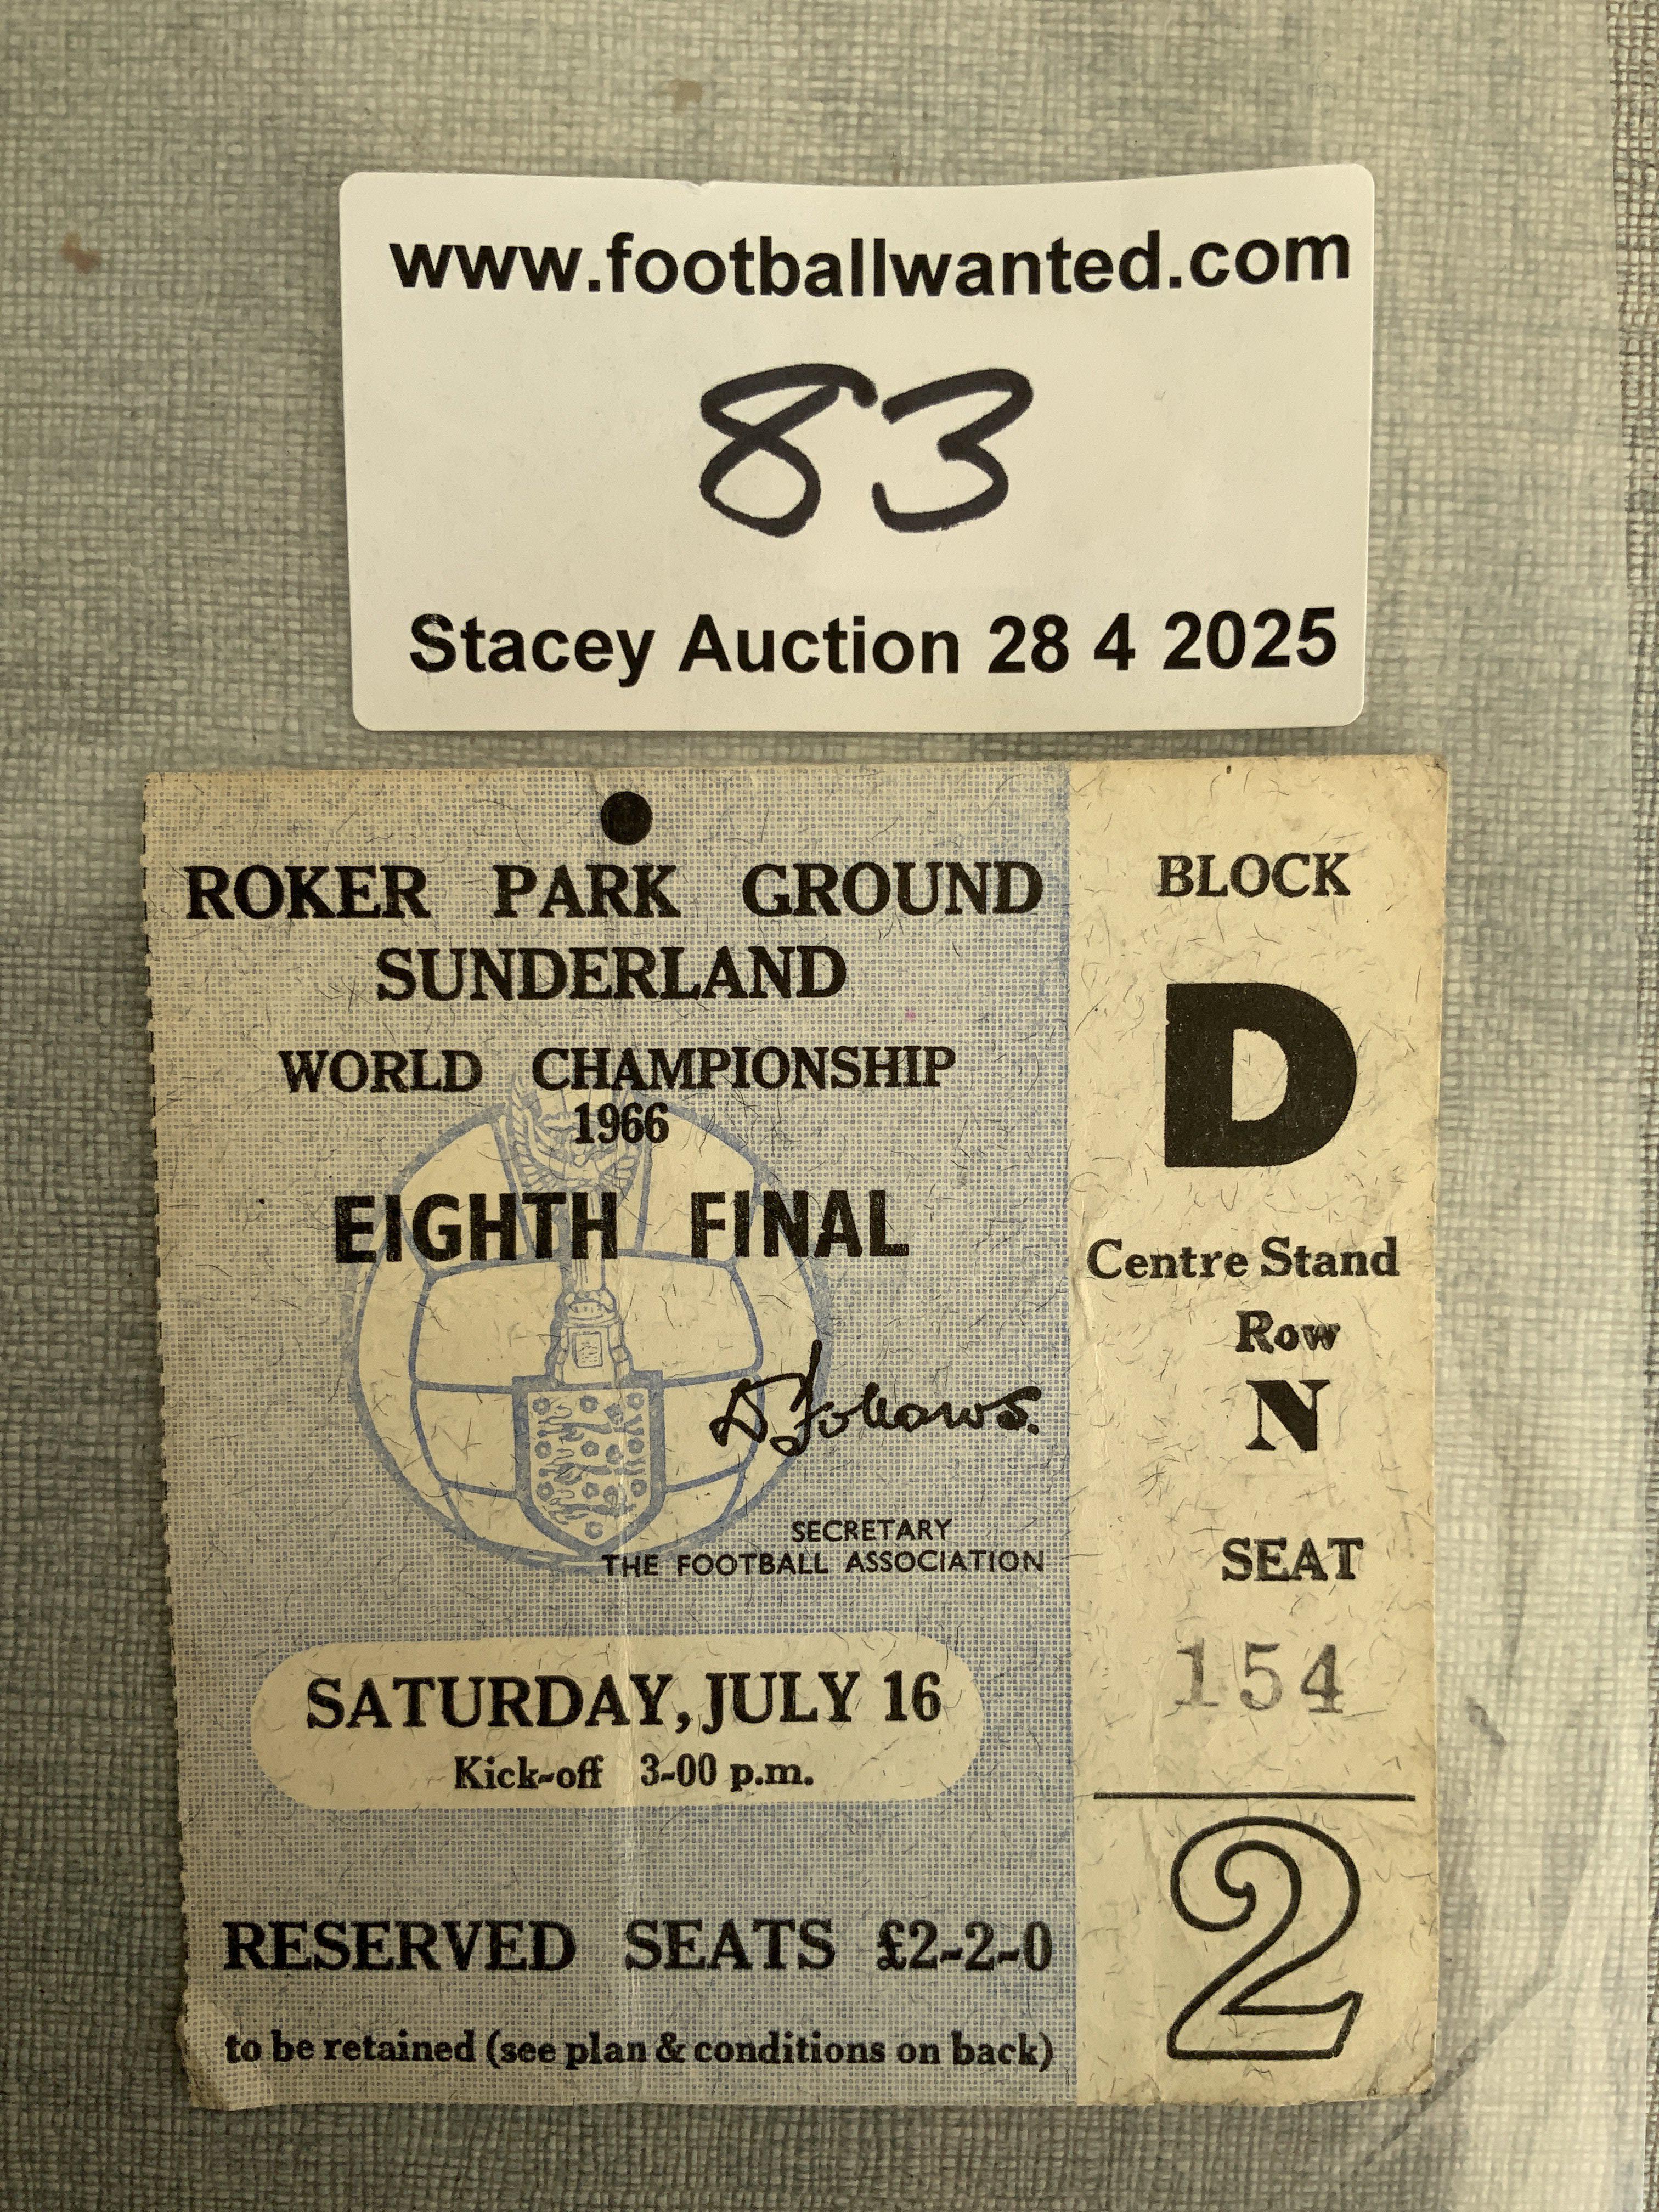 www.footballwanted.com
83
Stacey Auction 28 4 2025
ROKER PARK GROUND
SUNDERLAND
WORLD CHAMPIONSHIP
1966
EIGHTH FINAL
D Follows.
SECRETARY
THE FOOTBALL ASSOCIATION
SATURDAY, JULY 16
Kick-off 3-00 p.m.
RESERVED SEATS £2-2-0
to be retained (see plan & conditions on back)
BLOCK
D
Centre Stand
Row
N
SEAT
154
2